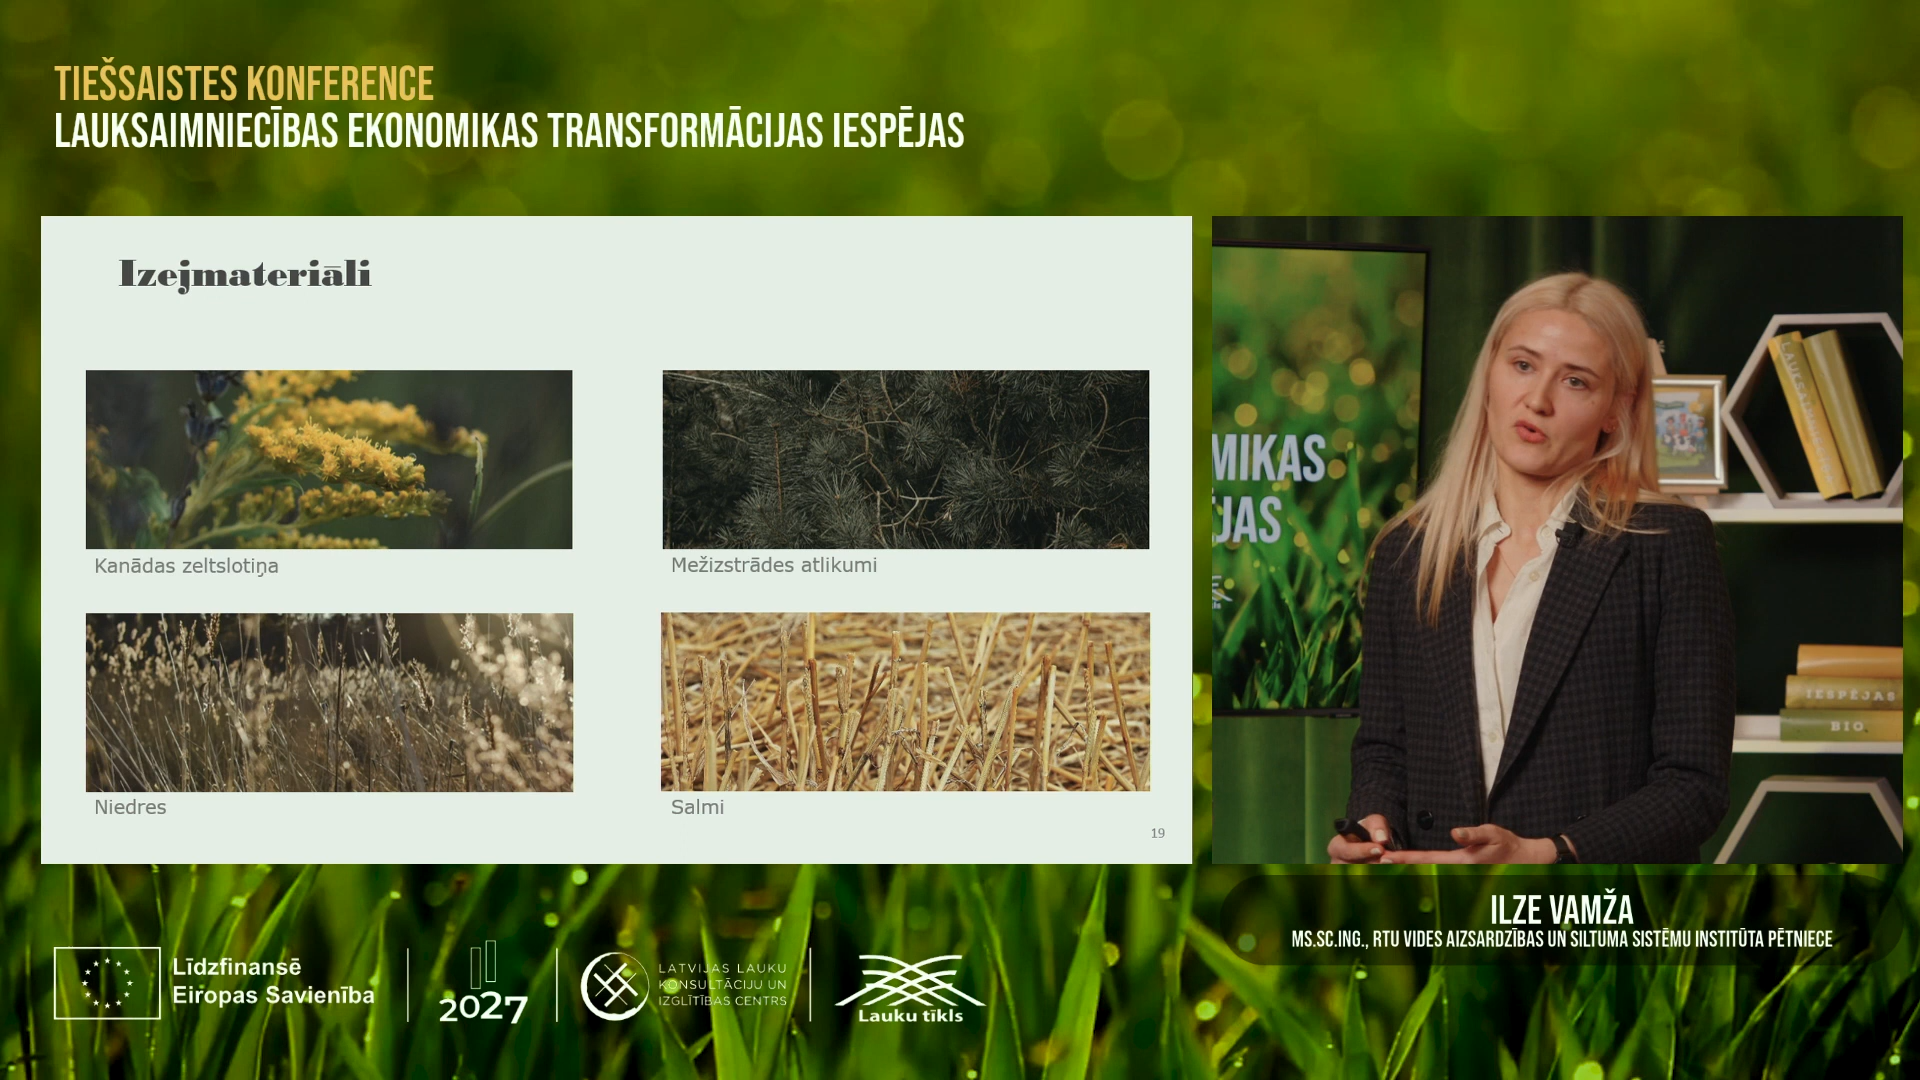 TIEŠSAISTES KONFERENCE
LAUKSAIMNIECĪBAS EKONOMIKAS TRANSFORMĀCIJAS IESPĒJAS
Izejmateriāli
Kanādas zeltslotiņa
Mežizstrādes atlikumi
Niedres
Salmi
19
MIKAS
JAS
LAUKSAIMN
IESPĒJAS
BIO
ILZE VAMŽA
MS.SC.ING., RTU VIDES AIZSARDZĪBAS UN SILTUMA SISTĒMU INSTITŪTA PĒTNIECE
Līdzfinansē
Eiropas Savienība
2027
LATVIJAS LAUKU
KONSULTĀCIJU UN
IZGLĪTĪBAS CENTRS
Lauku tīkls